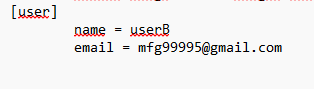 [user]
name = userB
email = mfg99995@gmail.com